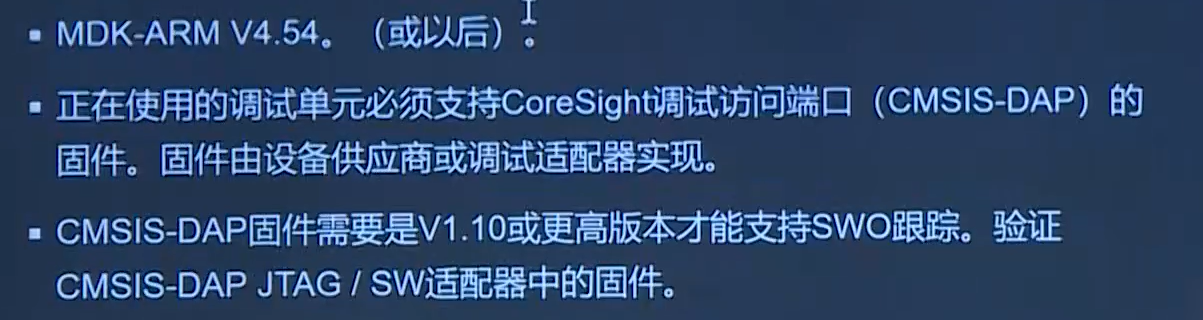 ▪ MDK-ARM V4.54。（或以后）。
▪ 正在使用的调试单元必须支持CoreSight调试访问端口（CMSIS-DAP）的
固件。固件由设备供应商或调试适配器实现。
▪ CMSIS-DAP固件需要是V1.10或更高版本才能支持SWO跟踪。验证
CMSIS-DAP JTAG / SW适配器中的固件。